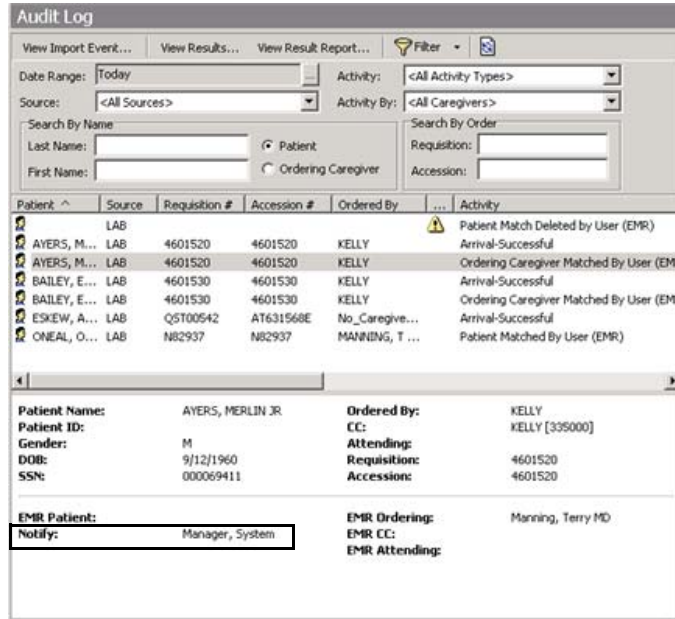 Audit Log
View Import Event... View Results... View Result Report... Filter
Date Range: Today ... Activity: <All Activity Types>
Source: <All Sources> Activity By: <All Caregivers>
Search By Name Search By Order
Last Name: Patient Requisition:
First Name: Ordering Caregiver Accession:
Patient ^ Source Requisition # Accession # Ordered By ... Activity
LAB Patient Match Deleted by User (EMR)
AYERS, M... LAB 4601520 4601520 KELLY Arrival-Successful
AYERS, M... LAB 4601520 4601520 KELLY Ordering Caregiver Matched By User (EM
BAILEY, E... LAB 4601530 4601530 KELLY Arrival-Successful
BAILEY, E... LAB 4601530 4601530 KELLY Ordering Caregiver Matched By User (EM
ESKEW, A... LAB QST00542 AT631568E No_Caregive... Arrival-Successful
ONEAL, O... LAB N82937 N82937 MANNING, T ... Patient Matched By User (EMR)
Patient Name: AYERS, MERLIN JR Ordered By: KELLY
Patient ID: CC: KELLY [335000]
Gender: M Attending:
DOB: 9/12/1960 Requisition: 4601520
SSN: 000069411 Accession: 4601520
EMR Patient: EMR Ordering: Manning, Terry MD
Notify: Manager, System EMR CC:
EMR Attending: